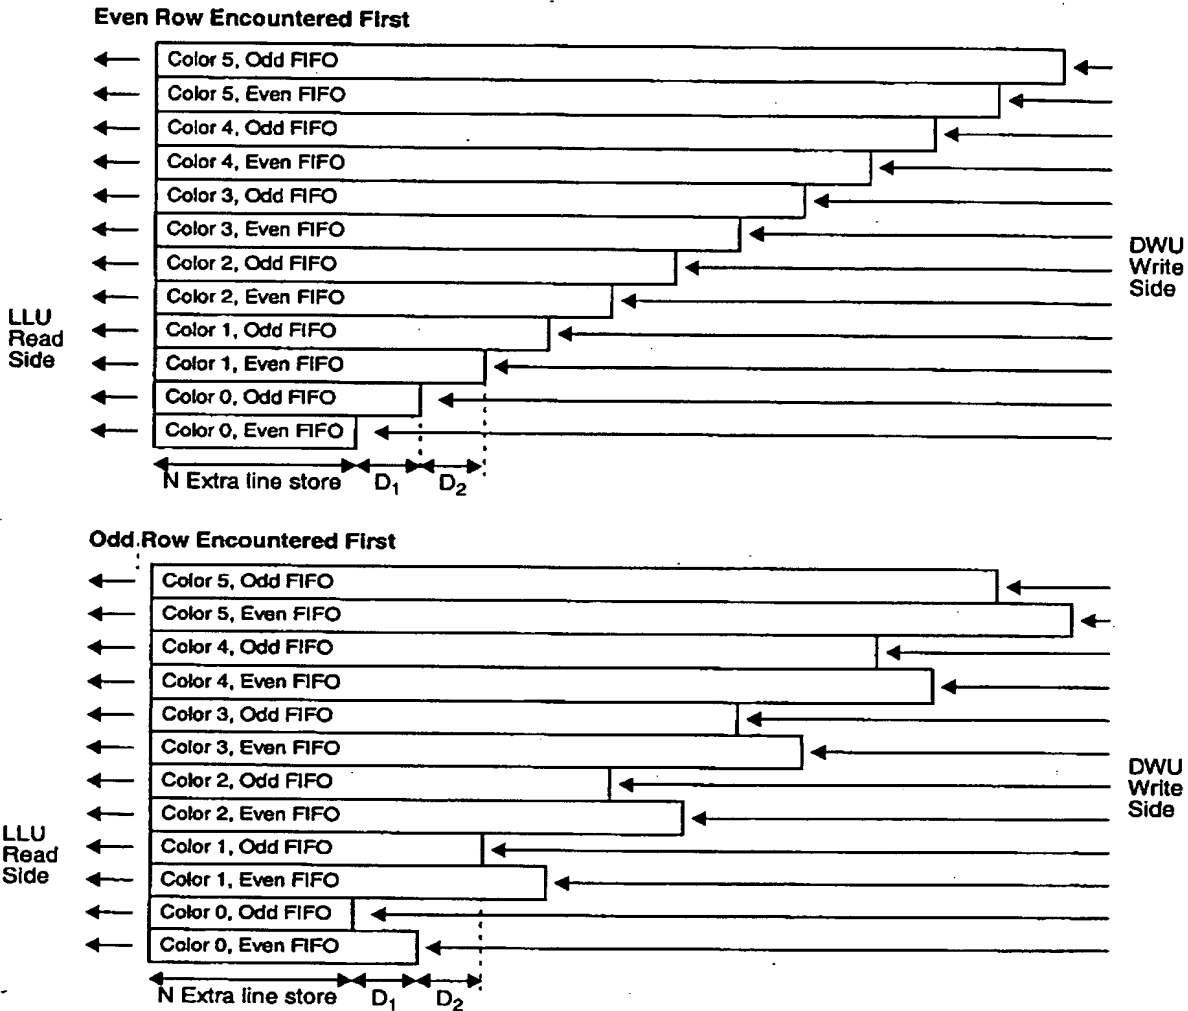 Even Row Encountered First
Color 5, Odd FIFO
Color 5, Even FIFO
Color 4, Odd FIFO
Color 4, Even FIFO
Color 3, Odd FIFO
Color 3, Even FIFO
Color 2, Odd FIFO
Color 2, Even FIFO
Color 1, Odd FIFO
Color 1, Even FIFO
Color 0, Odd FIFO
Color 0, Even FIFO
LLU
Read
Side
DWU
Write
Side
N Extra line store D₁ D₂
Odd Row Encountered First
Color 5, Odd FIFO
Color 5, Even FIFO
Color 4, Odd FIFO
Color 4, Even FIFO
Color 3, Odd FIFO
Color 3, Even FIFO
Color 2, Odd FIFO
Color 2, Even FIFO
Color 1, Odd FIFO
Color 1, Even FIFO
Color 0, Odd FIFO
Color 0, Even FIFO
LLU
Read
Side
DWU
Write
Side
N Extra line store D₁ D₂